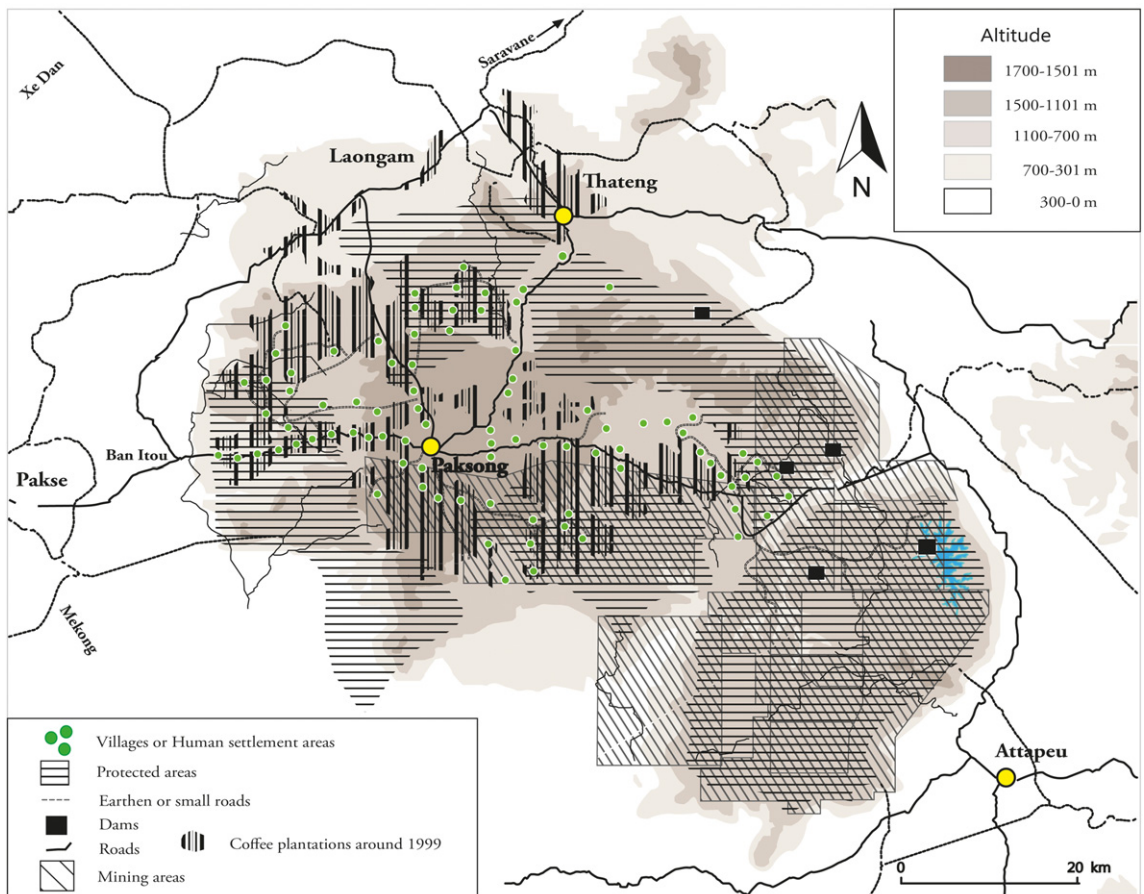 Altitude
1700-1501 m
1500-1101 m
1100-700 m
700-301 m
300-0 m
N
Saravane
Xe Dan
Laongam
Thateng
Ban Itou
Paksong
Pakse
Mekong
Attapeu
Villages or Human settlement areas
Protected areas
Earthen or small roads
Dams
Roads
Coffee plantations around 1999
Mining areas
0 20 km